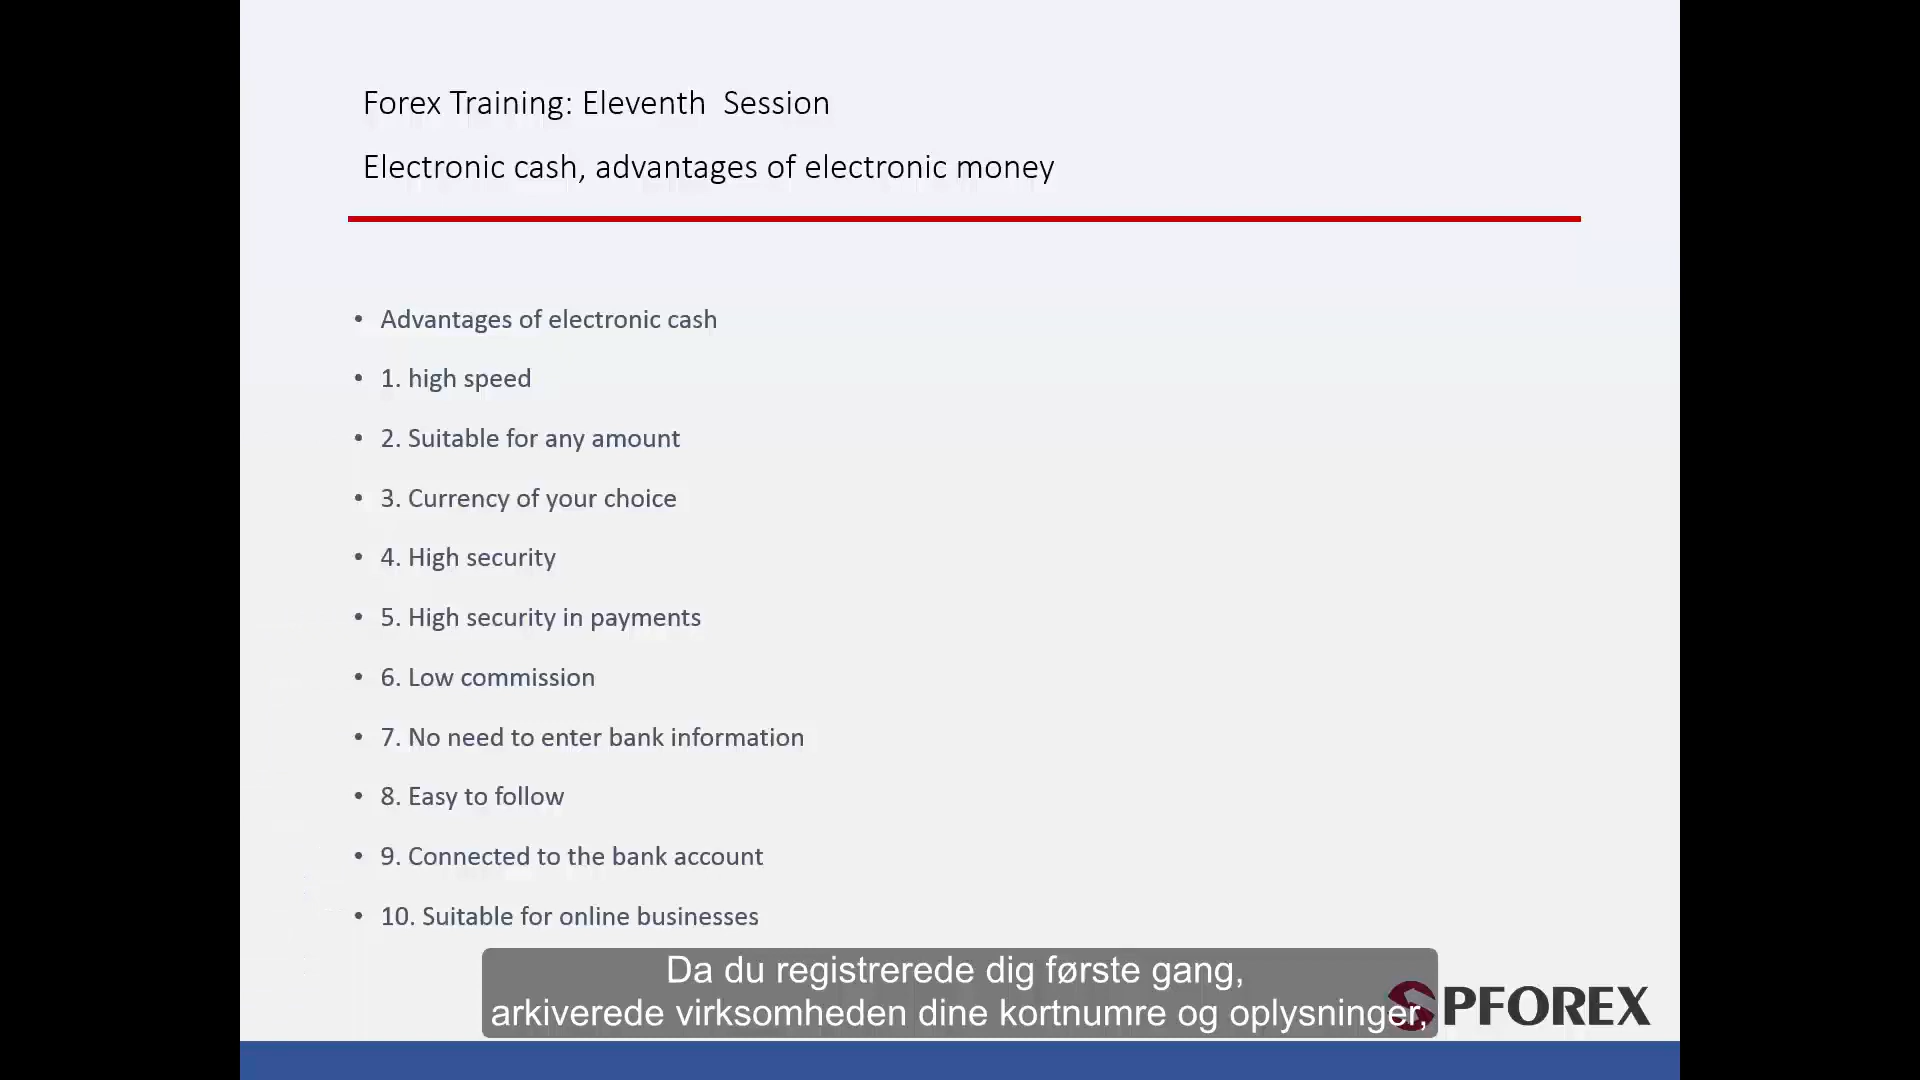 Forex Training: Eleventh Session
Electronic cash, advantages of electronic money
• Advantages of electronic cash
• 1. high speed
• 2. Suitable for any amount
• 3. Currency of your choice
• 4. High security
• 5. High security in payments
• 6. Low commission
• 7. No need to enter bank information
• 8. Easy to follow
• 9. Connected to the bank account
• 10. Suitable for online businesses
Da du registrerede dig første gang,
arkiverede virksomheden dine kortnumre og oplysninger,
SPFOREX